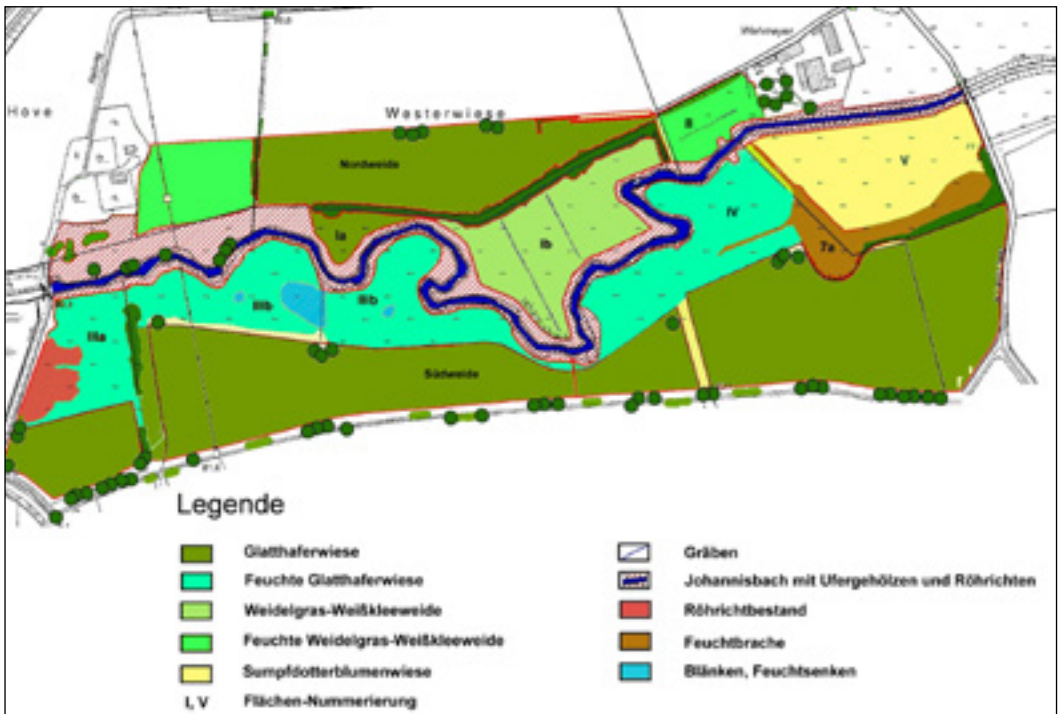 Hove
Westerwiese
Wehmeyer
Nordweide
II
V
Ia
Ib
IV
7a
IIIb
IIIb
IIIa
Südweide
Legende
Glatthaferwiese
Feuchte Glatthaferwiese
Weidelgras-Weißkleeweide
Feuchte Weidelgras-Weißkleeweide
Sumpfdotterblumenwiese
I, V Flächen-Nummerierung
Gräben
Johannisbach mit Ufergehölzen und Röhrichten
Röhrichtbestand
Feuchtbrache
Blänken, Feuchtsenken